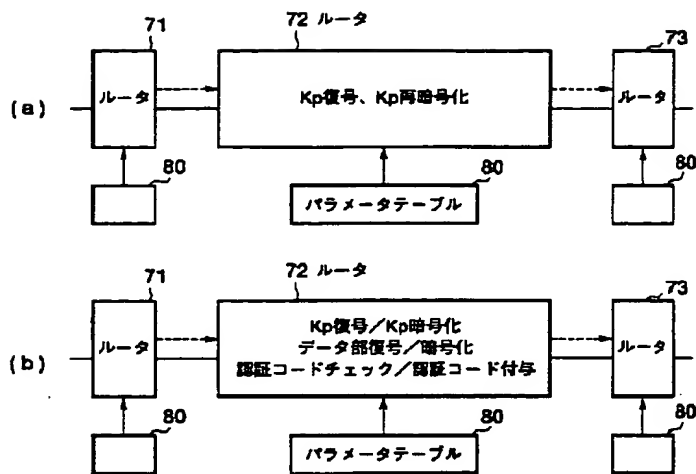 71
72 ルータ
73
(a)
ルータ
Kp復号、Kp再暗号化
ルータ
80
80
80
パラメータテーブル
71
72 ルータ
73
(b)
ルータ
Kp復号／Kp暗号化
データ部復号／暗号化
認証コードチェック／認証コード付与
ルータ
80
80
80
パラメータテーブル